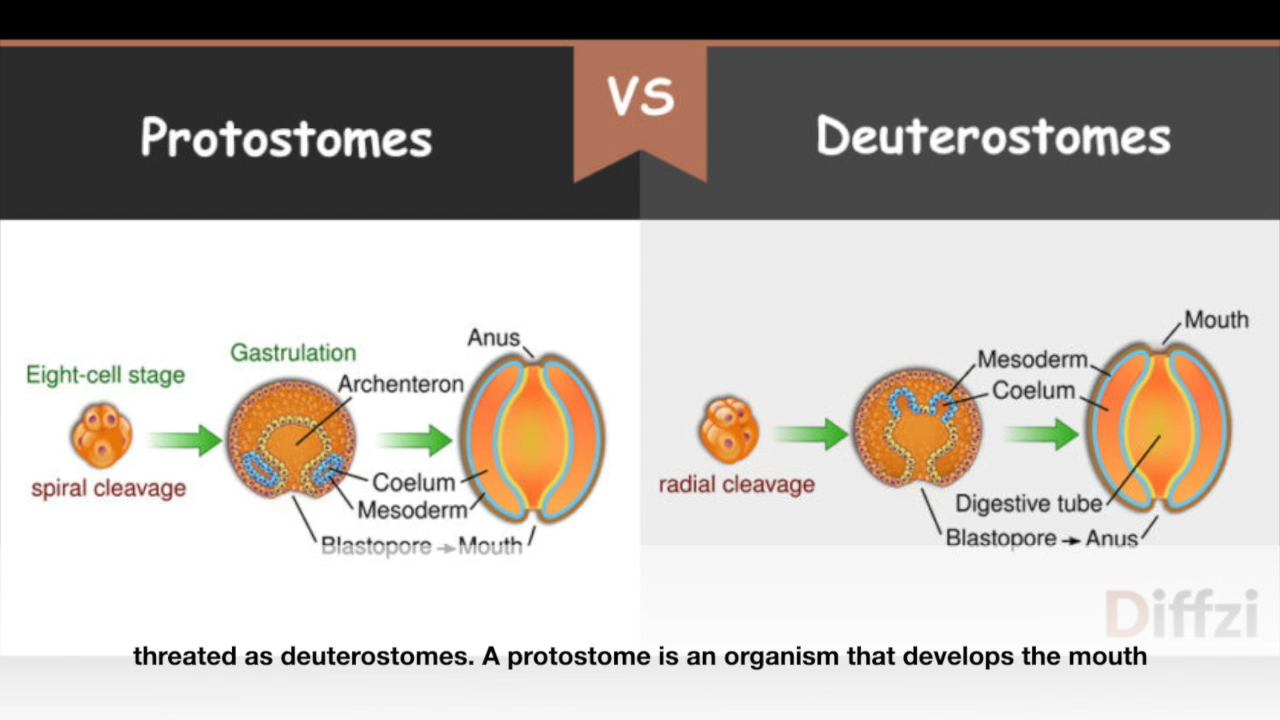 VS
Protostomes
Deuterostomes
Eight-cell stage
spiral cleavage
Gastrulation
Archenteron
Anus
Coelum
Mesoderm
Blastopore → Mouth
radial cleavage
Mouth
Mesoderm
Coelum
Digestive tube
Blastopore → Anus
Diffzi
threated as deuterostomes. A protostome is an organism that develops the mouth